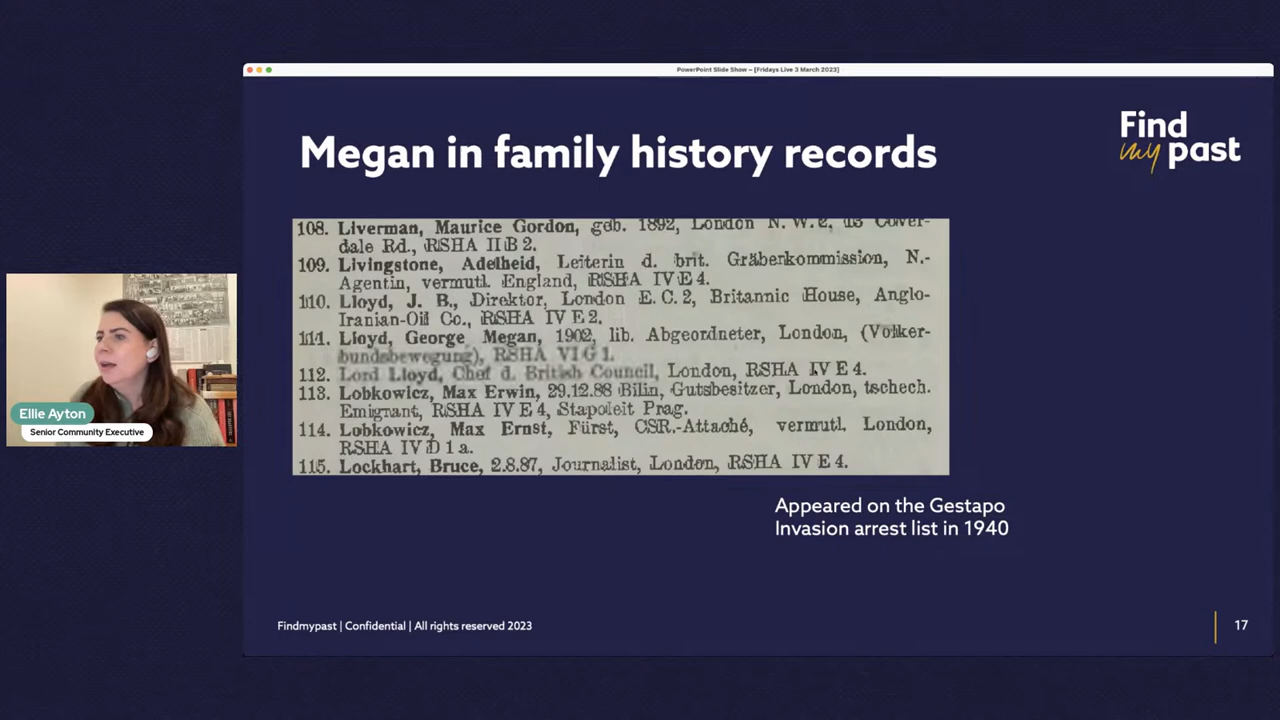 PowerPoint Slide Show – [Fridays Live 3 March 2023]
Find
my past
Megan in family history records
108. Liverman, Maurice Gordon, geb. 1892, London N. W. 2, 15 Cover-
dale Rd., RSHA II B 2.
109. Livingstone, Adelheid, Leiterin d. brit. Gräberkommission, N.-
Agentin, vermutl. England, RSHA IV E 4.
110. Lloyd, J. B., Direktor, London E. C. 2, Britannic House, Anglo-
Iranian-Oil Co., RSHA IV E 2.
111. Lloyd, George Megan, 1902, lib. Abgeordneter, London, (Völker-
bundsbewegung), RSHA VI G 1.
112. Lord Lloyd, Chef d. British Council, London, RSHA IV E 4.
113. Lobkowicz, Max Erwin, 29.12.88 Bilin, Gutsbesitzer, London, tschech.
Emigrant, RSHA IV E 4, Stapoleit Prag.
114. Lobkowicz, Max Ernst, Fürst, CSR.-Attaché, vermutl. London,
RSHA IV D 1 a.
115. Lockhart, Bruce, 2.8.87, Journalist, London, RSHA IV E 4.
Ellie Ayton
Senior Community Executive
Appeared on the Gestapo
Invasion arrest list in 1940
Findmypast | Confidential | All rights reserved 2023
17